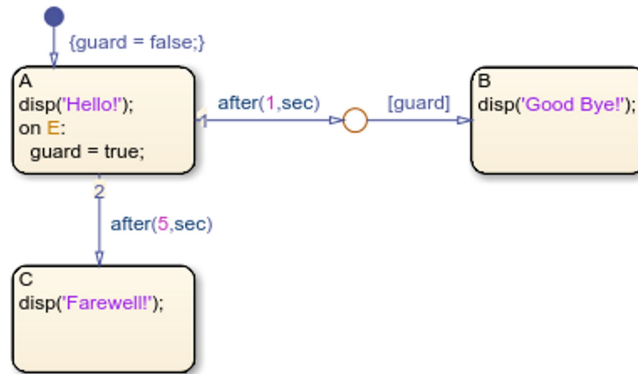 {guard = false;}
A
disp('Hello!');
on E:
guard = true;
1
after(1,sec)
[guard]
B
disp('Good Bye!');
2
after(5,sec)
C
disp('Farewell!');